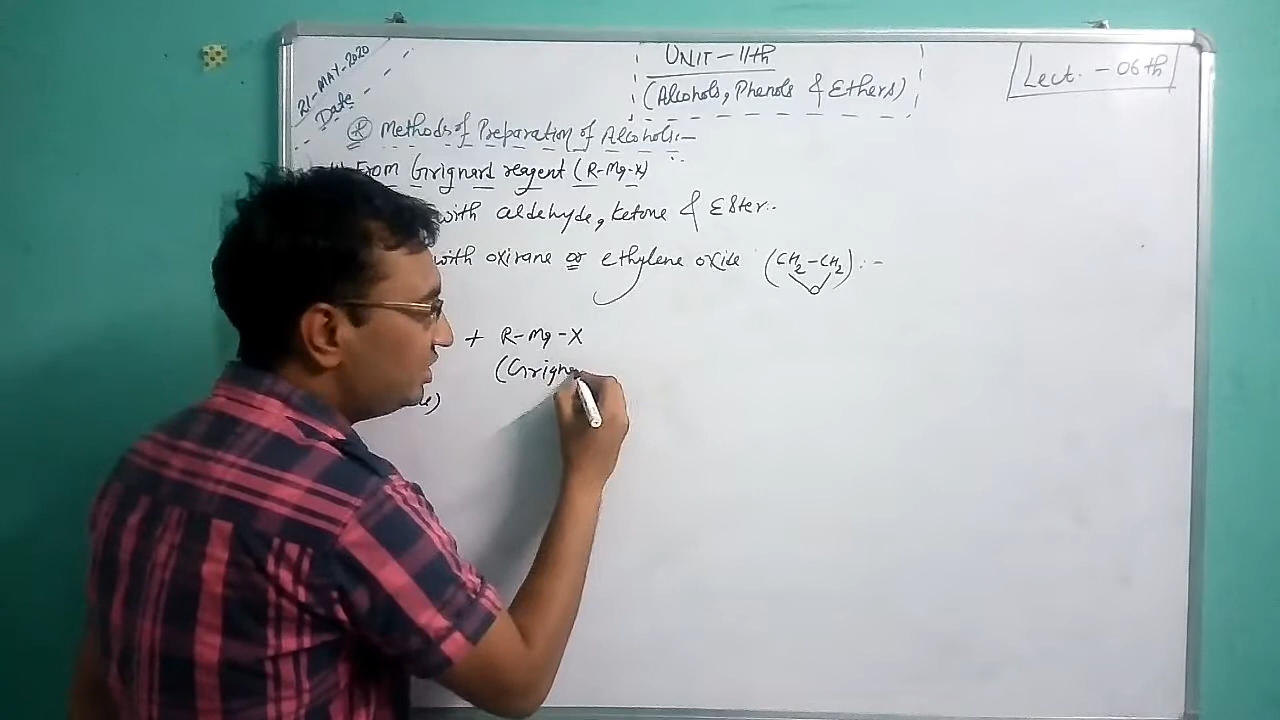 21-MAY-2020
Date
UNIT-11th
(Alcohols, Phenols & Ethers)
Lect. - 06th
* Methods of Preparation of Alcohol:-
From Grignard reagent (R-Mg-X)
with aldehyde, Ketone & Ester:-
with oxirane or ethylene oxide (CH2-CH2) :-
O
+ R-Mg-X
(Grign